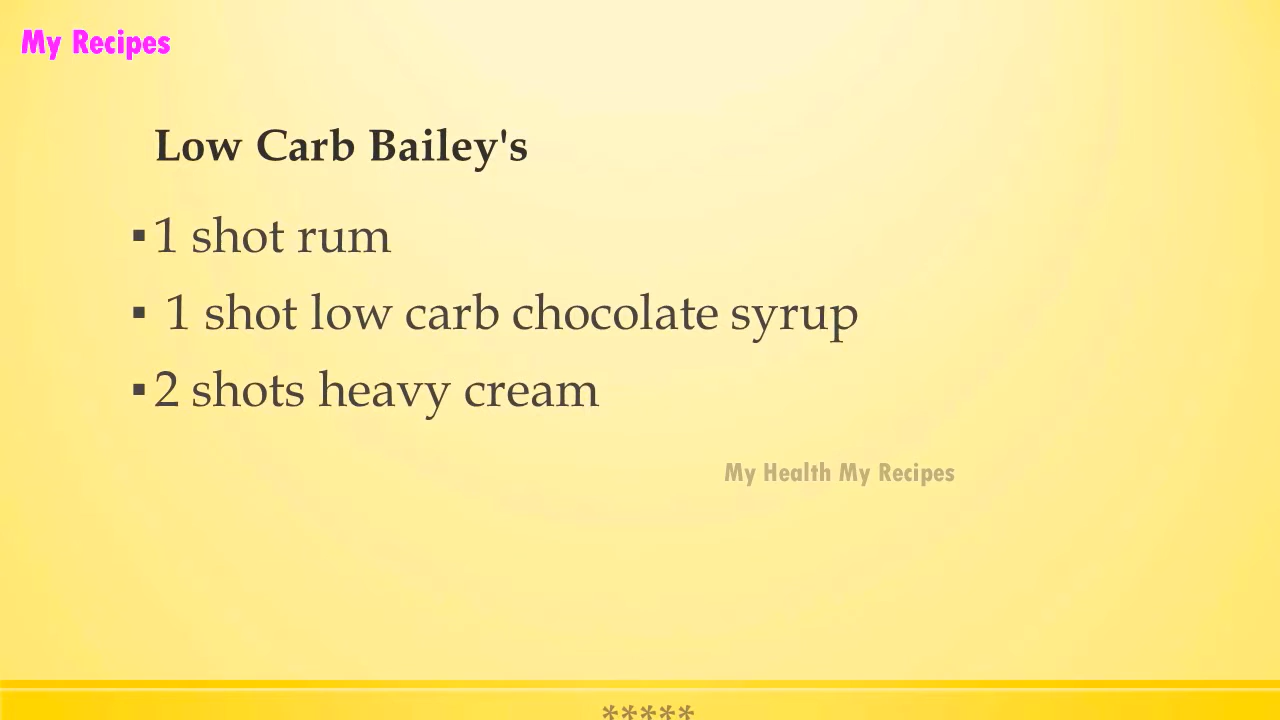 My Recipes
Low Carb Bailey's
▪1 shot rum
▪ 1 shot low carb chocolate syrup
▪2 shots heavy cream
My Health My Recipes
*****